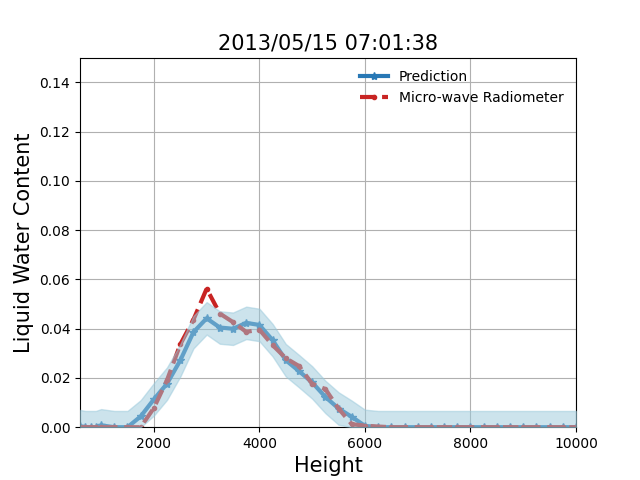 2013/05/15 07:01:38
Prediction
Micro-wave Radiometer
Liquid Water Content
0.14
0.12
0.10
0.08
0.06
0.04
0.02
0.00
2000 4000 6000 8000 10000
Height